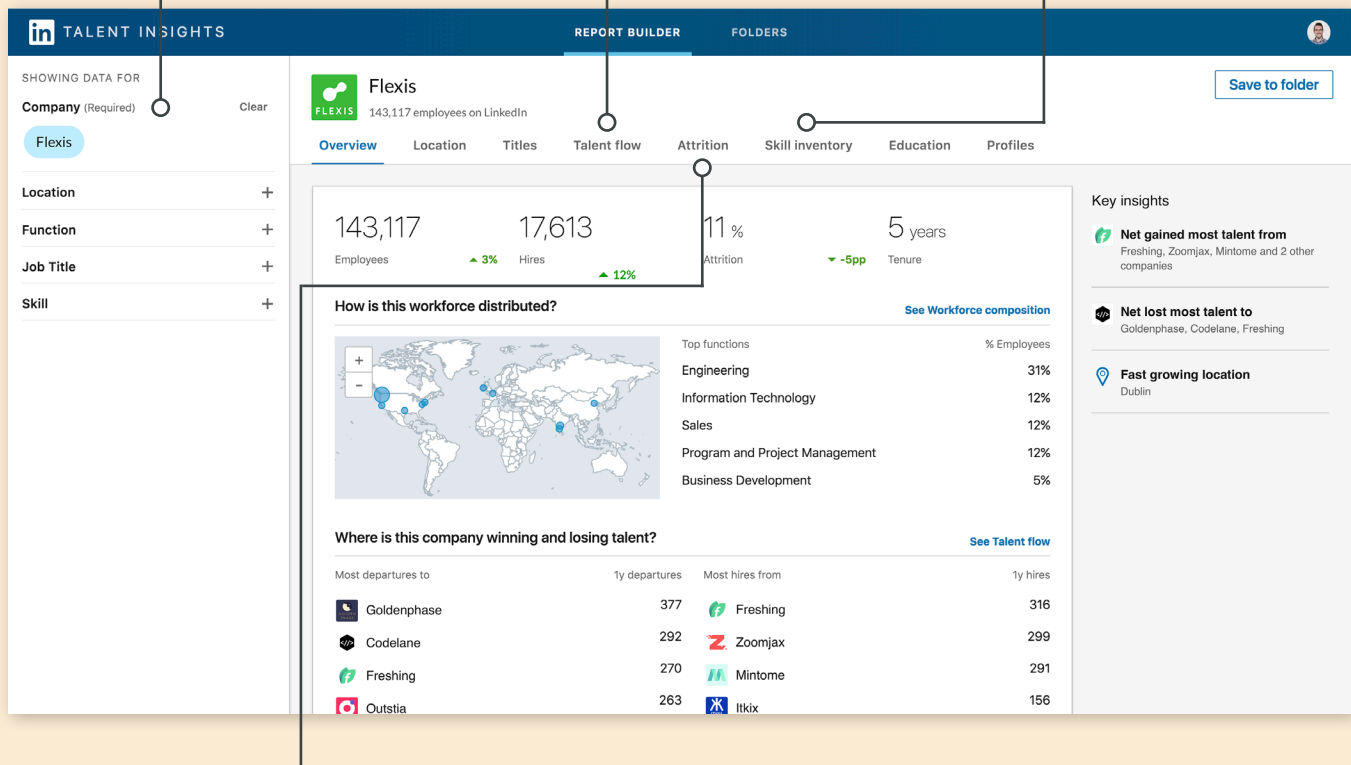 in TALENT INSIGHTS
REPORT BUILDER
FOLDERS
SHOWING DATA FOR
Company (Required)
Clear
Flexis
Location
Function
Job Title
Skill
FLEXIS
Flexis
143,117 employees on LinkedIn
Save to folder
Overview
Location
Titles
Talent flow
Attrition
Skill inventory
Education
Profiles
143,117
Employees
3%
17,613
Hires
12%
11 %
Attrition
-5pp
5 years
Tenure
How is this workforce distributed?
See Workforce composition
+
−
Top functions % Employees
Engineering 31%
Information Technology 12%
Sales 12%
Program and Project Management 12%
Business Development 5%
Where is this company winning and losing talent?
See Talent flow
Most departures to 1y departures
Goldenphase 377
Codelane 292
Freshing 270
Outstia 263
Most hires from 1y hires
Freshing 316
Zoomjax 299
Mintome 291
Itkix 156
Key insights
Net gained most talent from
Freshing, Zoomjax, Mintome and 2 other
companies
Net lost most talent to
Goldenphase, Codelane, Freshing
Fast growing location
Dublin